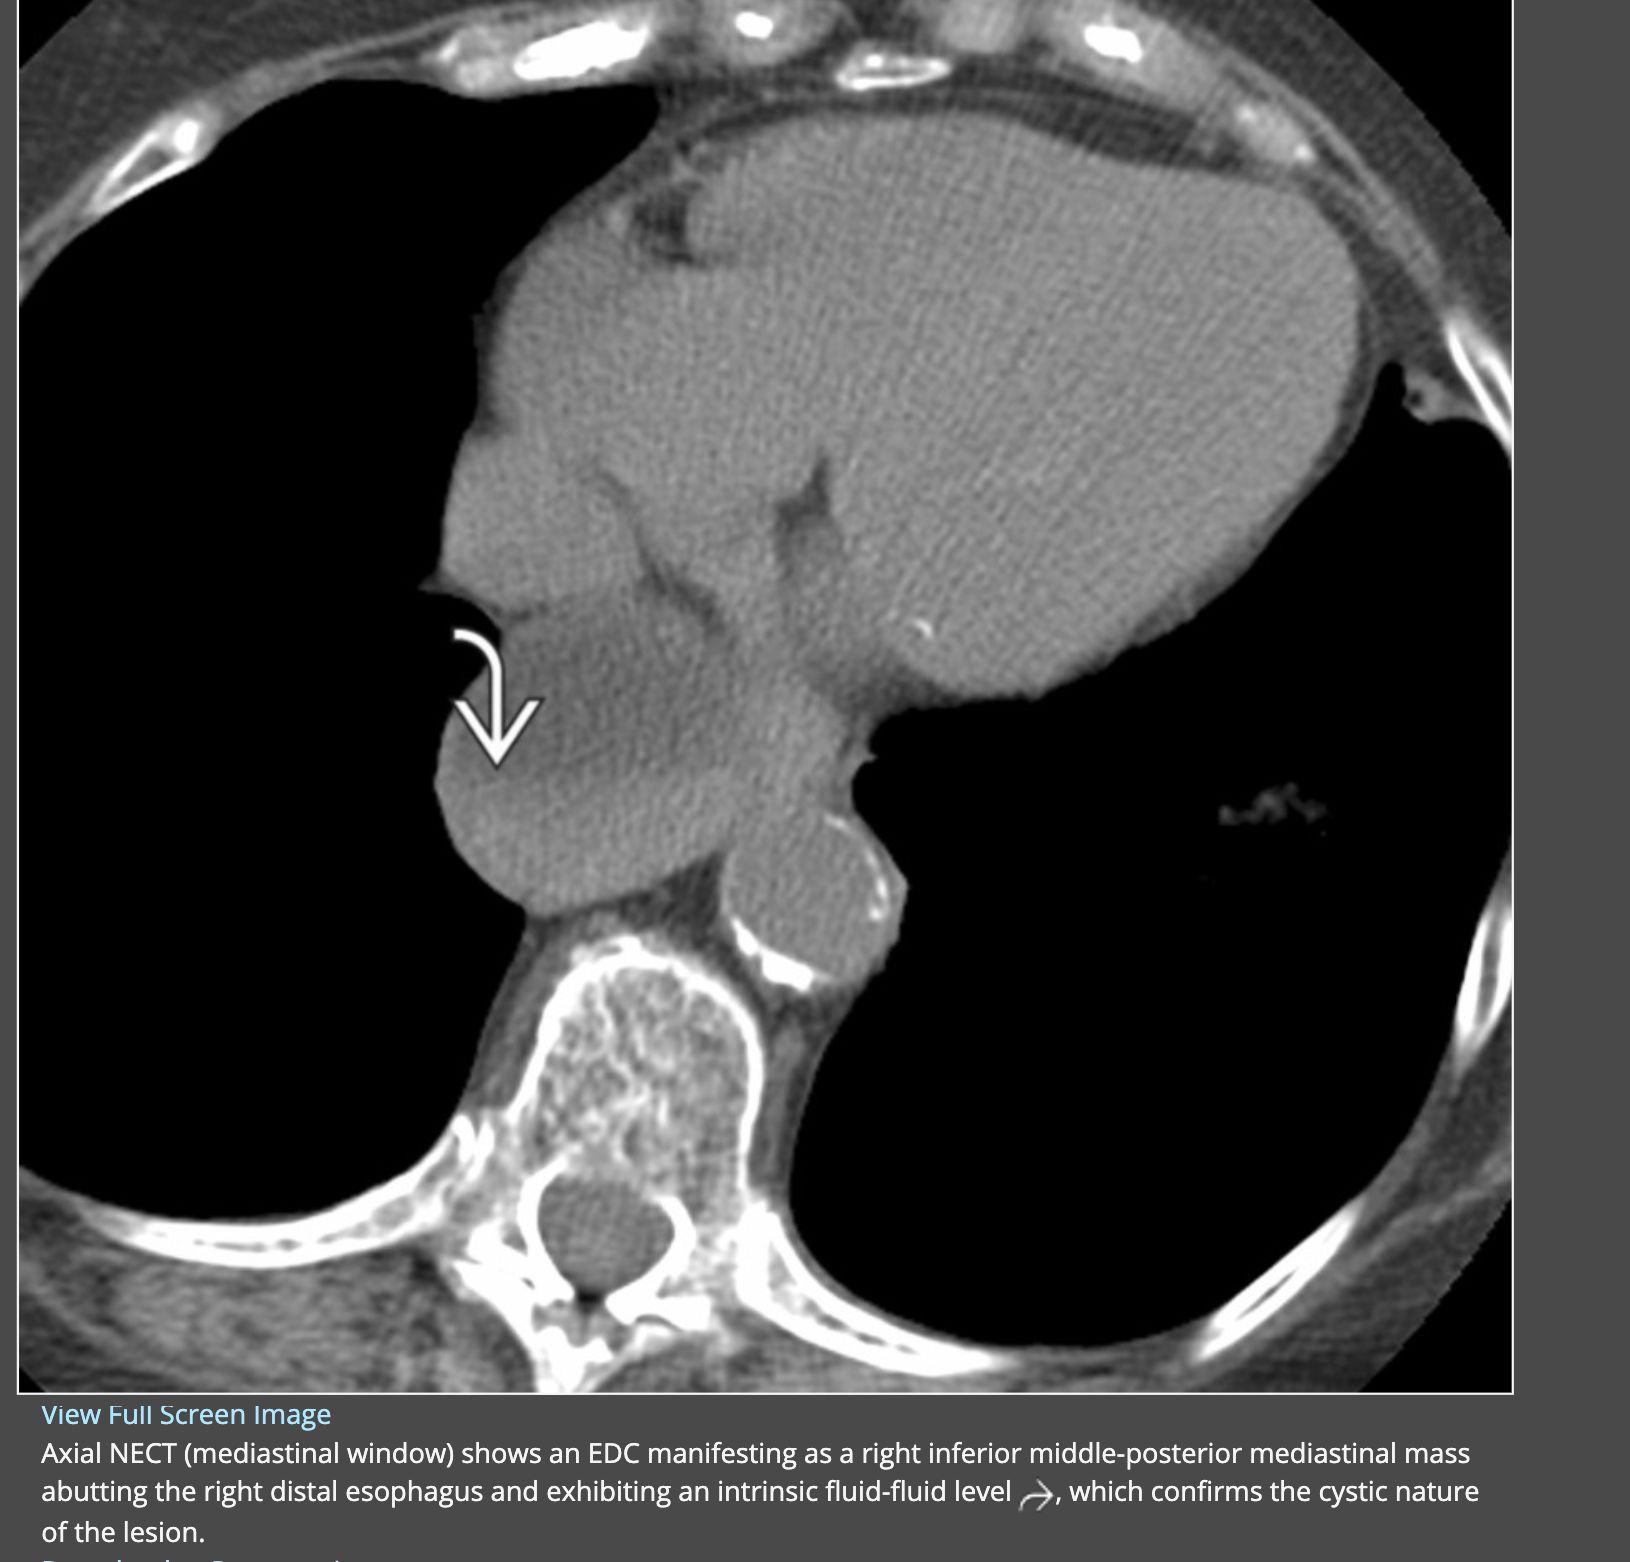 View Full Screen Image
Axial NECT (mediastinal window) shows an EDC manifesting as a right inferior middle-posterior mediastinal mass
abutting the right distal esophagus and exhibiting an intrinsic fluid-fluid level , which confirms the cystic nature
of the lesion.